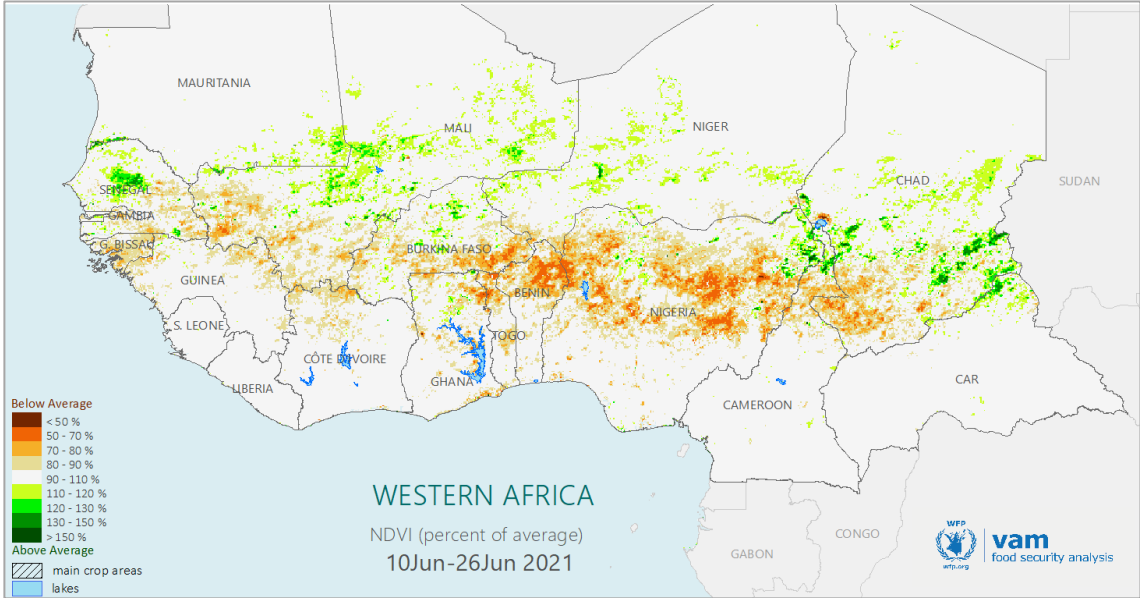 MAURITANIA
MALI
NIGER
CHAD
SUDAN
SENEGAL
GAMBIA
G. BISSAU
BURKINA FASO
GUINEA
BENIN
NIGERIA
S. LEONE
TOGO
CÔTE D'IVOIRE
GHANA
LIBERIA
CAMEROON
CAR
Below Average
< 50 %
50 - 70 %
70 - 80 %
80 - 90 %
90 - 110 %
110 - 120 %
120 - 130 %
130 - 150 %
> 150 %
Above Average
main crop areas
lakes
WESTERN AFRICA
NDVI (percent of average)
10Jun-26Jun 2021
GABON
CONGO
WFP
wfp.org
vam
food security analysis